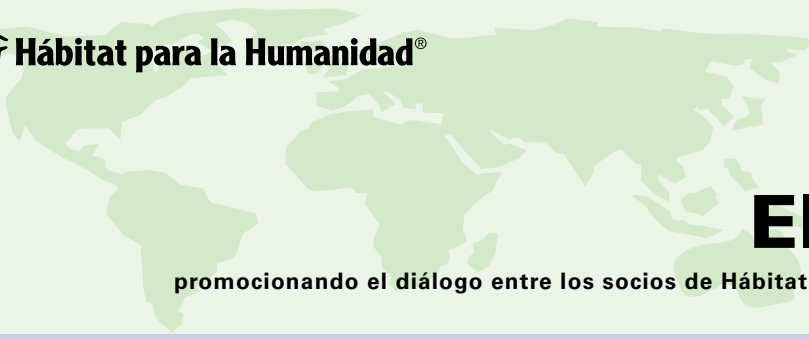 Hábitat para la Humanidad®
El
promocionando el diálogo entre los socios de Hábitat